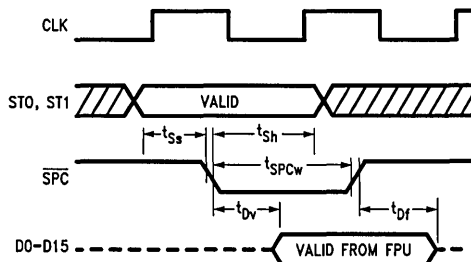 CLK
ST0, ST1
VALID
tSs
tSh
SPC
tSPCw
tDv
tDf
D0-D15
VALID FROM FPU